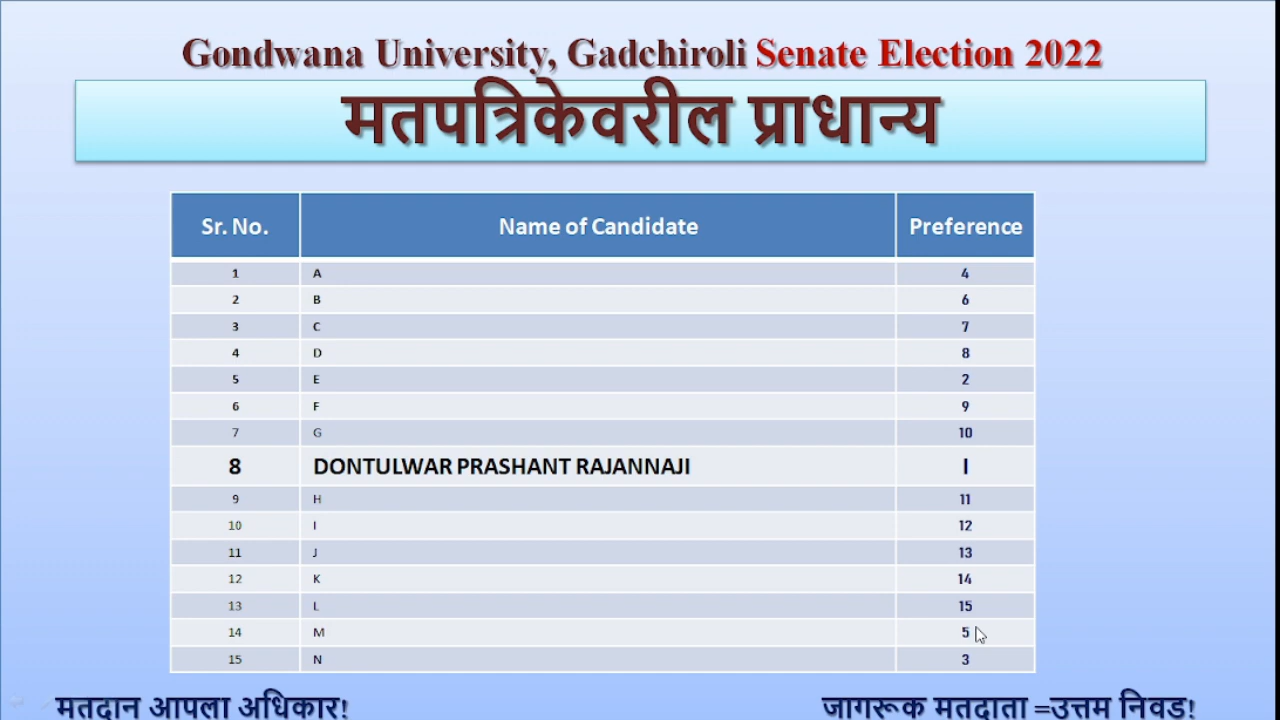 Gondwana University, Gadchiroli Senate Election 2022
मतपत्रिकेवरील प्राधान्य
Sr. No. Name of Candidate Preference
1 A 4
2 B 6
3 C 7
4 D 8
5 E 2
6 F 9
7 G 10
8 DONTULWAR PRASHANT RAJANNAJI I
9 H 11
10 I 12
11 J 13
12 K 14
13 L 15
14 M 5
15 N 3
मतदान आपला अधिकार! जागरूक मतदाता =उत्तम निवड!